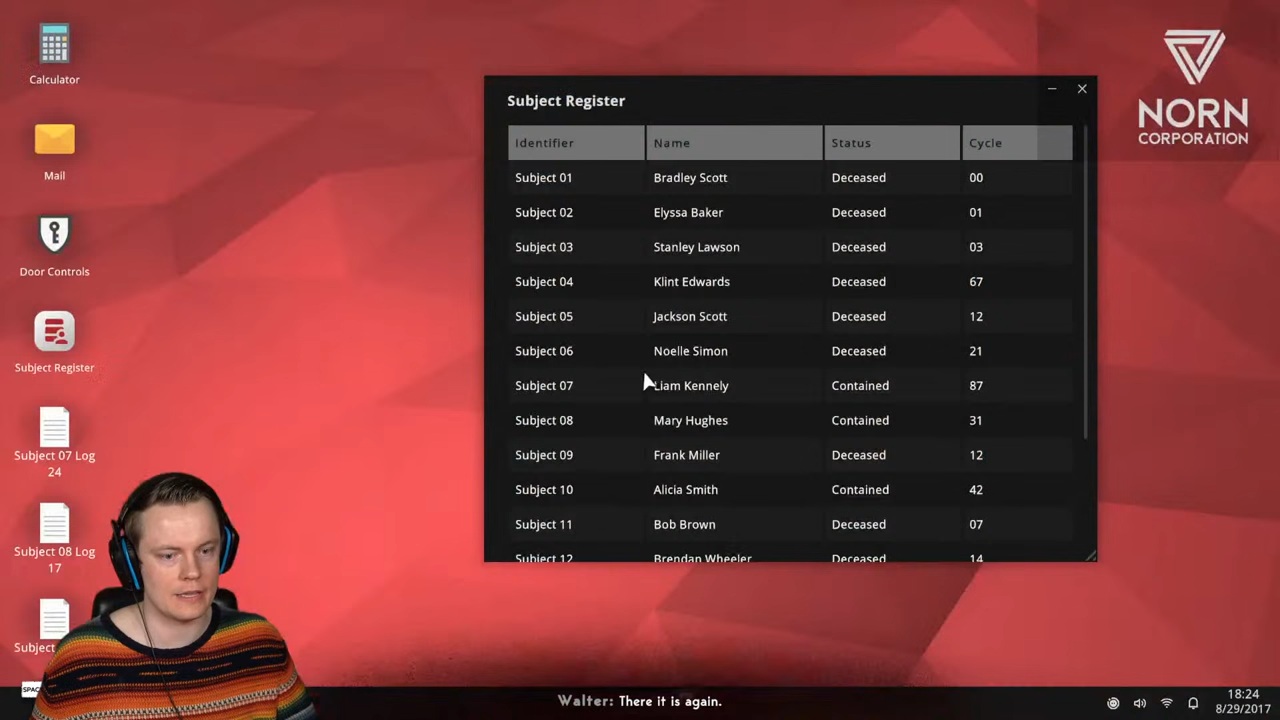 Calculator
Mail
Door Controls
Subject Register
Subject 07 Log
24
Subject 08 Log
17
NORN
CORPORATION
Subject Register
Identifier Name Status Cycle
Subject 01 Bradley Scott Deceased 00
Subject 02 Elyssa Baker Deceased 01
Subject 03 Stanley Lawson Deceased 03
Subject 04 Klint Edwards Deceased 67
Subject 05 Jackson Scott Deceased 12
Subject 06 Noelle Simon Deceased 21
Subject 07 Liam Kennely Contained 87
Subject 08 Mary Hughes Contained 31
Subject 09 Frank Miller Deceased 12
Subject 10 Alicia Smith Contained 42
Subject 11 Bob Brown Deceased 07
Subject 12 Brendan Wheeler Deceased 14
Walter: There it is again.
18:24
8/29/2017